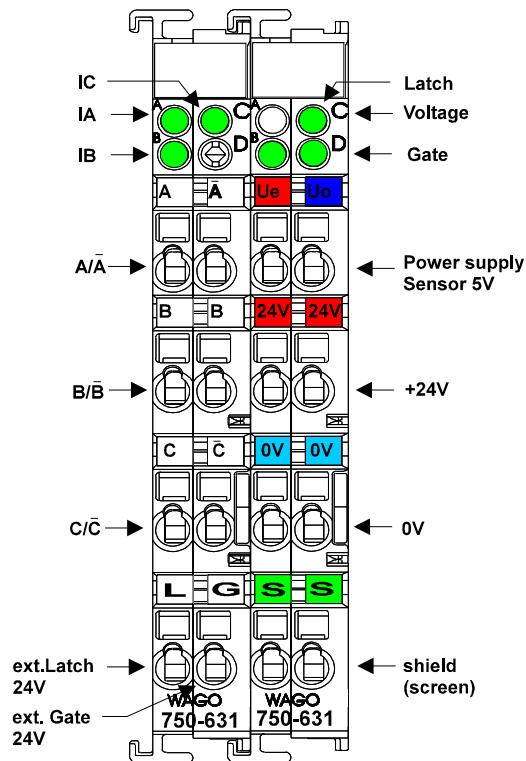 IC
Latch
IA
A
C
A
C
Voltage
IB
B
D
B
D
Gate
A
Ā
Ue
Uo
A/Ā
Power supply
Sensor 5V
B
B
24V
24V
B/B̄
+24V
C
C̄
0V
0V
C/C̄
0V
L
G
S
S
ext.Latch
24V
shield
(screen)
ext. Gate
24V
WAGO
750-631
WAGO
750-631